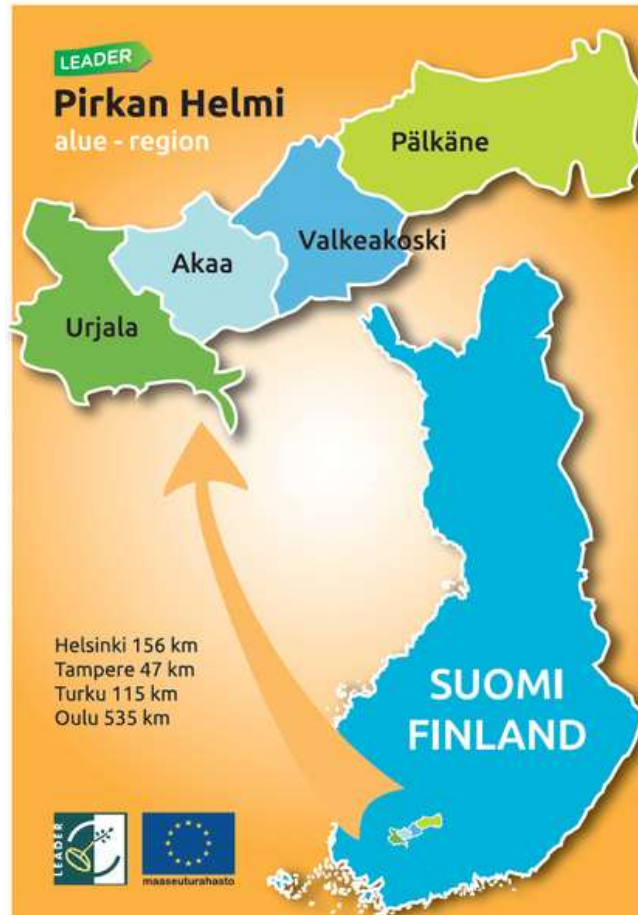 LEADER
Pirkan Helmi
alue - region
Pälkäne
Valkeakoski
Akaa
Urjala
Helsinki 156 km
Tampere 47 km
Turku 115 km
Oulu 535 km
SUOMI
FINLAND
LEADER
maaseuturahasto